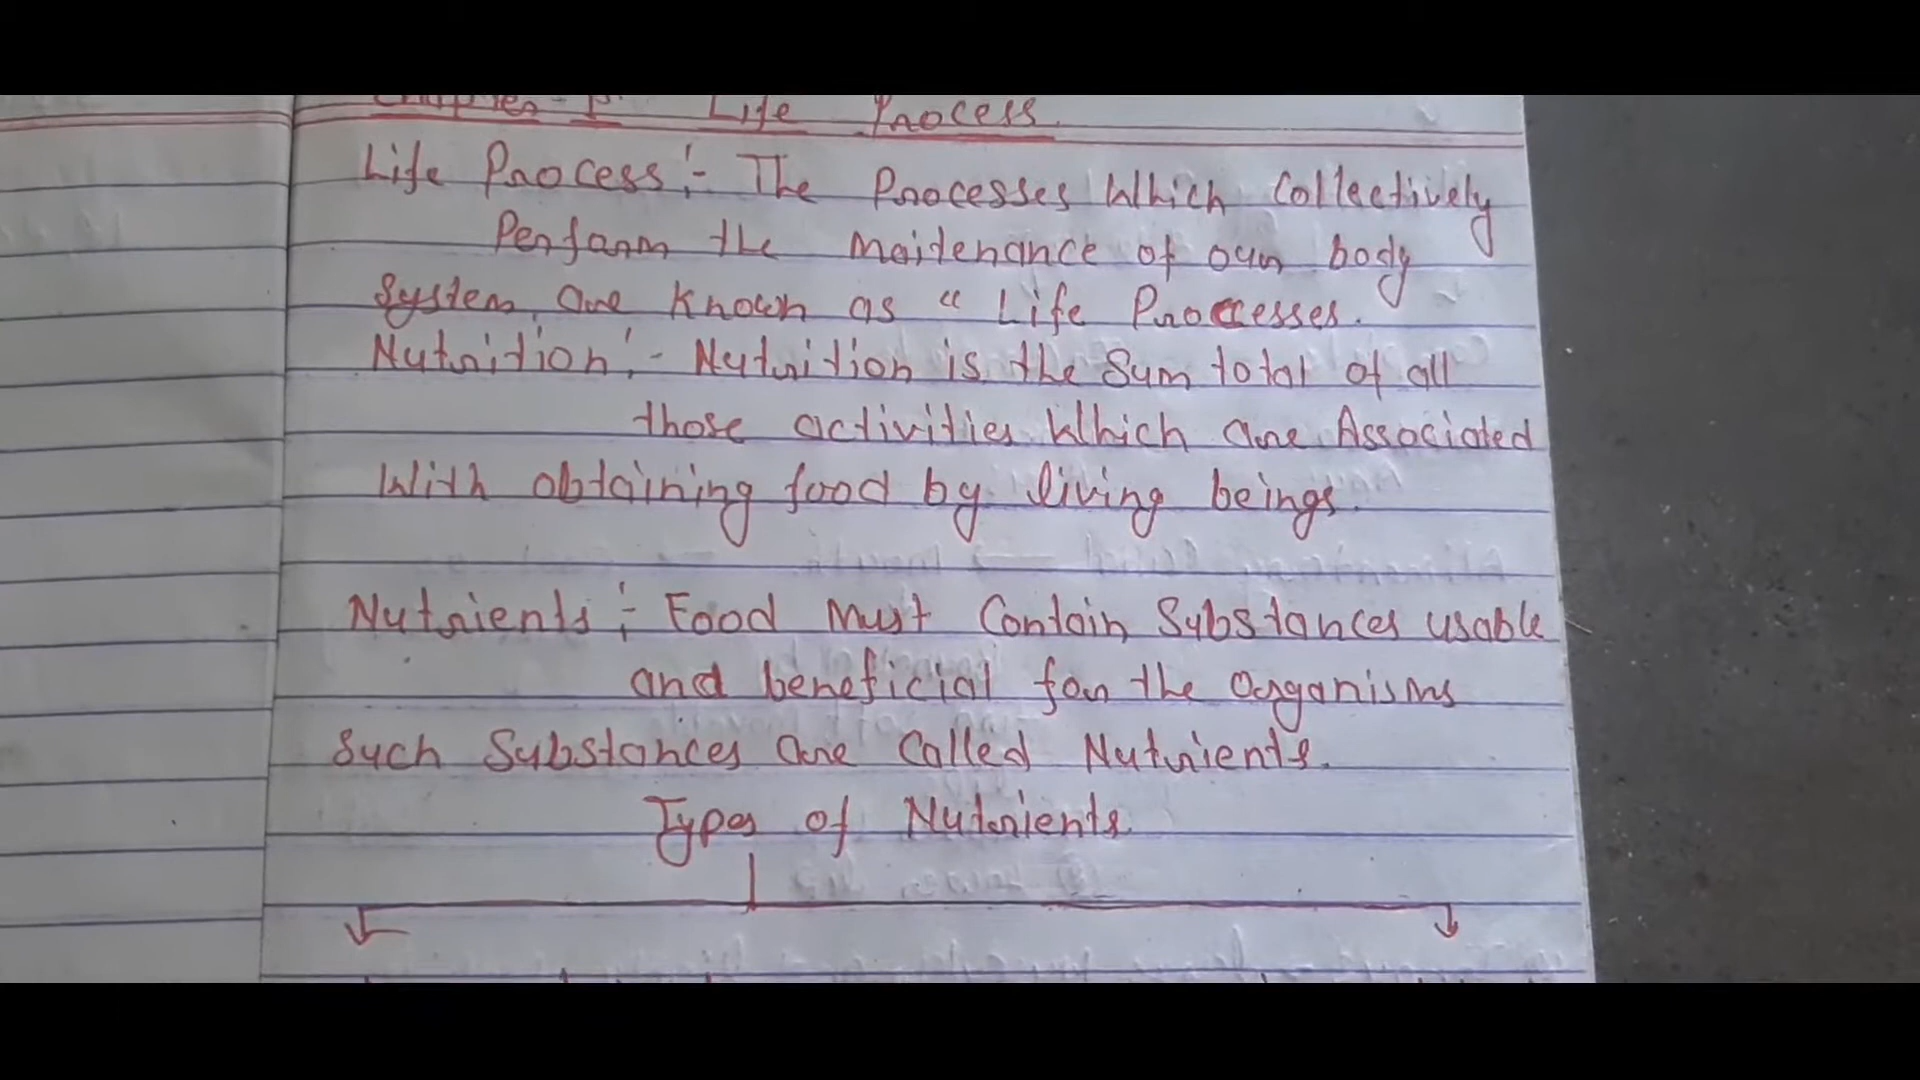 Life Process
Life Process :- The Processes Which Collectively
Perform the maitenance of our body
System, are known as " Life Processes.
Nutrition :- Nutrition is the Sum total of all
those activities Which are Associated
With obtaining food by living beings.
Nutrients :- Food Must Contain Substances usable
and beneficial for the Organisms
Such Substances are Called Nutrients.
Types of Nutrients